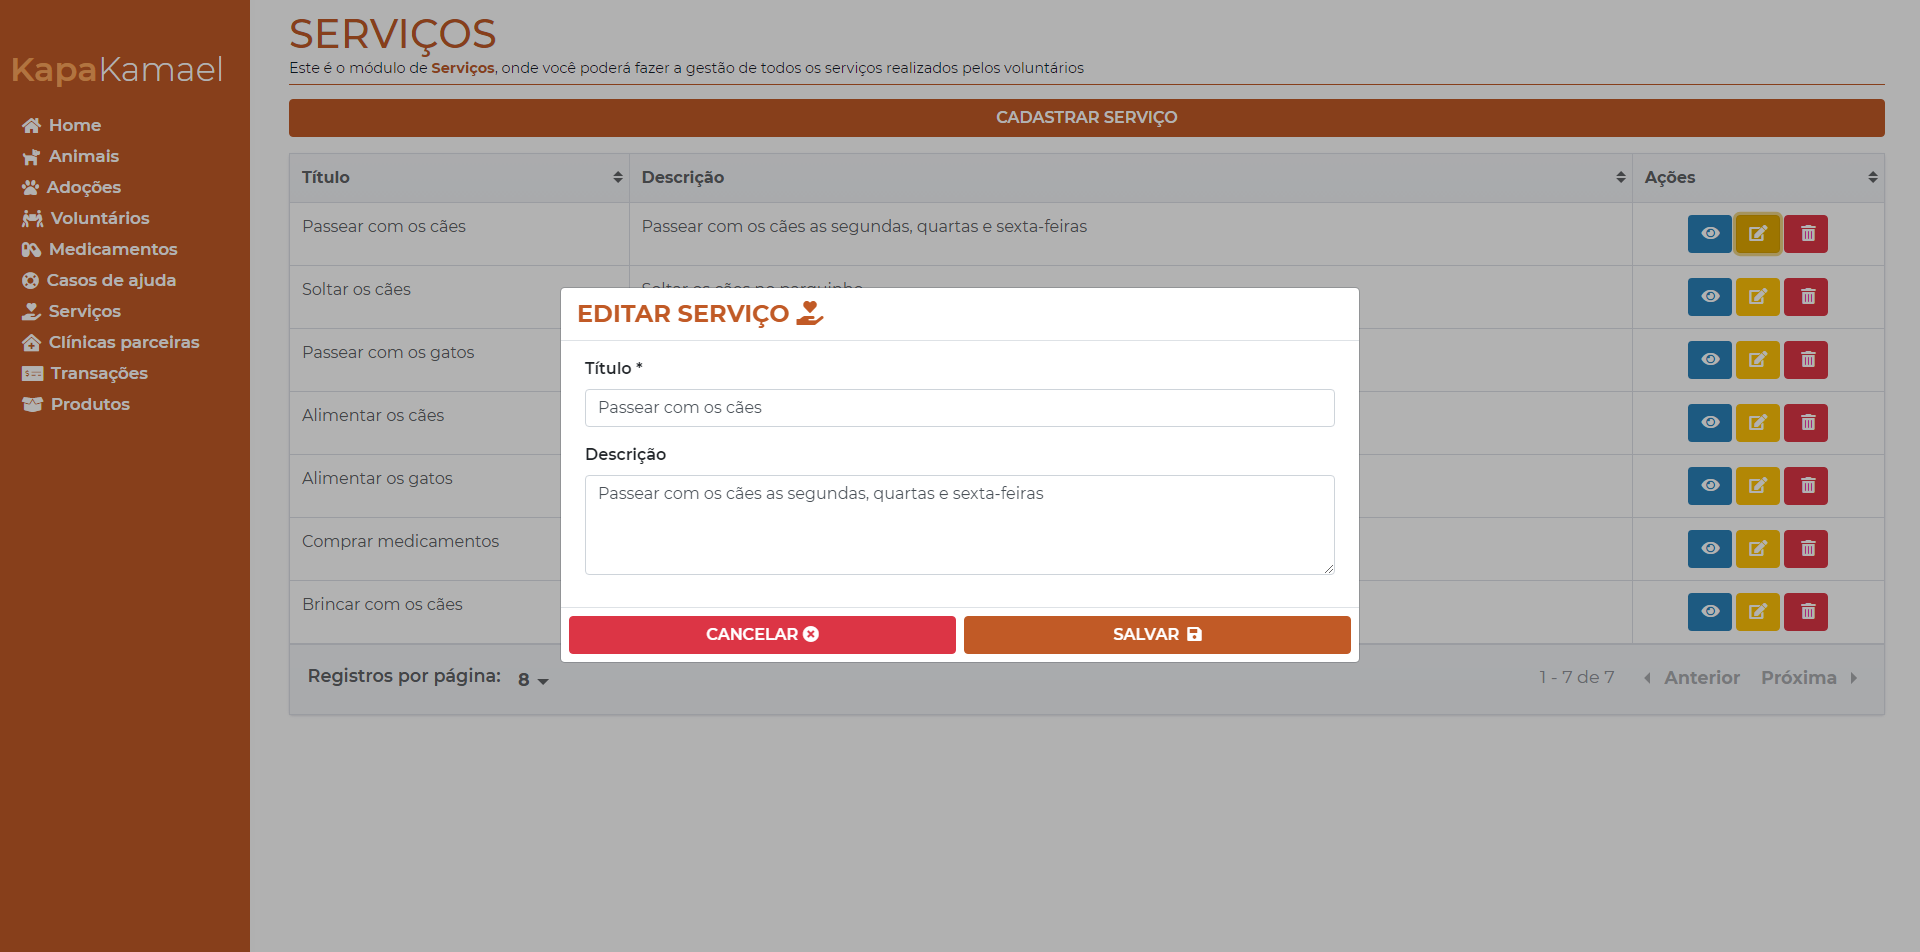 KapaKamael
Home
Animais
Adoções
Voluntários
Medicamentos
Casos de ajuda
Serviços
Clínicas parceiras
Transações
Produtos
SERVIÇOS
Este é o módulo de Serviços, onde você poderá fazer a gestão de todos os serviços realizados pelos voluntários
CADASTRAR SERVIÇO
Título Descrição Ações
Passear com os cães Passear com os cães as segundas, quartas e sexta-feiras
Soltar os cães Soltar os cães no parquinho
Passear com os gatos
Alimentar os cães
Alimentar os gatos
Comprar medicamentos
Brincar com os cães
Registros por página: 8 1 - 7 de 7 Anterior Próxima
EDITAR SERVIÇO
Título *
Passear com os cães
Descrição
Passear com os cães as segundas, quartas e sexta-feiras
CANCELAR SALVAR